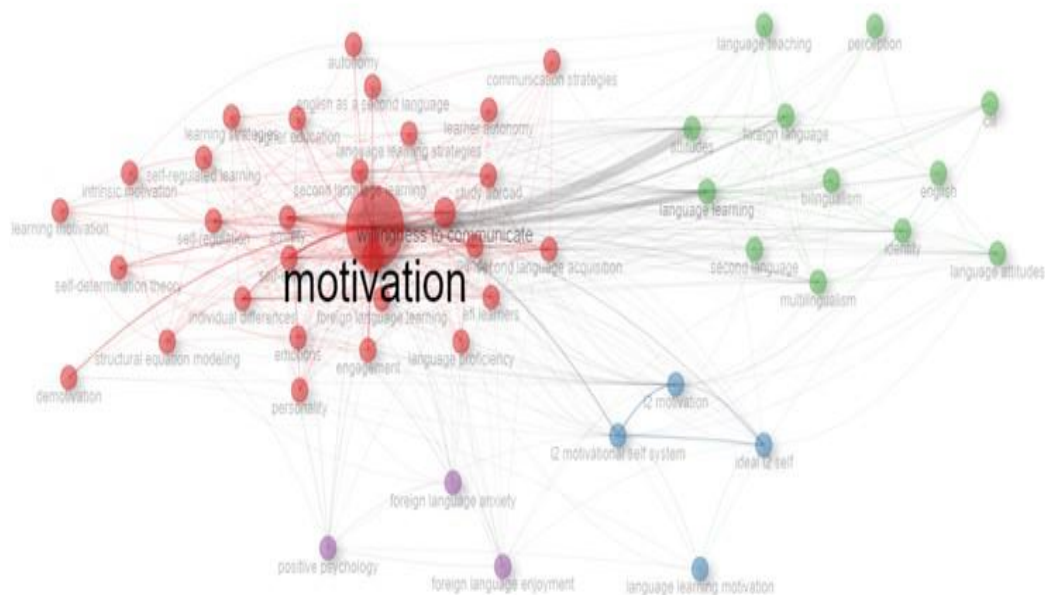 language teaching
perception
autonomy
communication strategies
english as a second language
learning strategies
higher education
learner autonomy
attitudes
foreign language
clil
language learning strategies
self-regulated learning
intrinsic motivation
second language learning
study abroad
bilingualism
english
language learning
learning motivation
self-regulation
willingness to communicate
identity
second language acquisition
second language
language attitudes
self-determination theory
motivation
multilingualism
individual differences
foreign language learning
efl learners
structural equation modeling
emotions
engagement
language proficiency
demotivation
personality
l2 motivation
l2 motivational self system
ideal l2 self
foreign language anxiety
positive psychology
foreign language enjoyment
language learning motivation